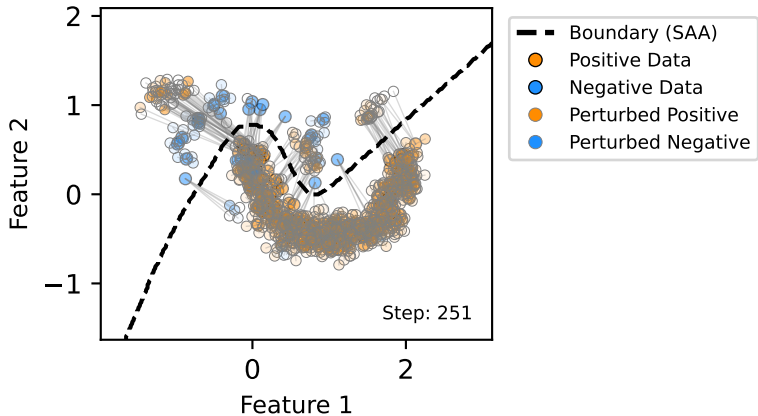 2
1
0
−1
Feature 2
0
2
Feature 1
Step: 251
Boundary (SAA)
Positive Data
Negative Data
Perturbed Positive
Perturbed Negative